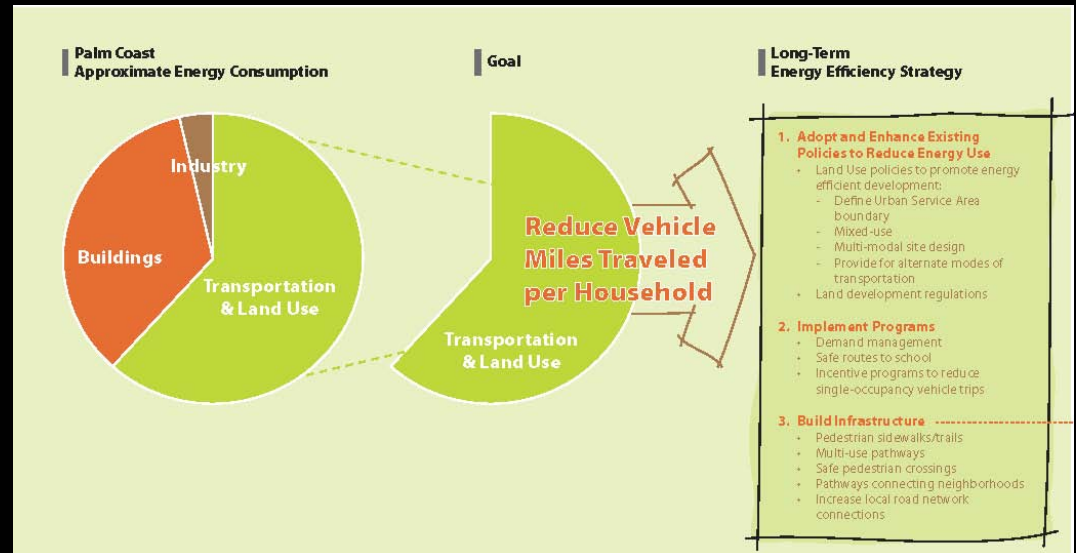 Palm Coast
Approximate Energy Consumption
Industry
Buildings
Transportation
& Land Use
Goal
Reduce Vehicle
Miles Traveled
per Household
Transportation
& Land Use
Long-Term
Energy Efficiency Strategy
1. Adopt and Enhance Existing
Policies to Reduce Energy Use
• Land Use policies to promote energy
efficient development:
- Define Urban Service Area
boundary
- Mixed-use
- Multi-modal site design
- Provide for alternate modes of
transportation
• Land development regulations
2. Implement Programs
• Demand management
• Safe routes to school
• Incentive programs to reduce
single-occupancy vehicle trips
3. Build Infrastructure
• Pedestrian sidewalks/trails
• Multi-use pathways
• Safe pedestrian crossings
• Pathways connecting neighborhoods
• Increase local road network
connections